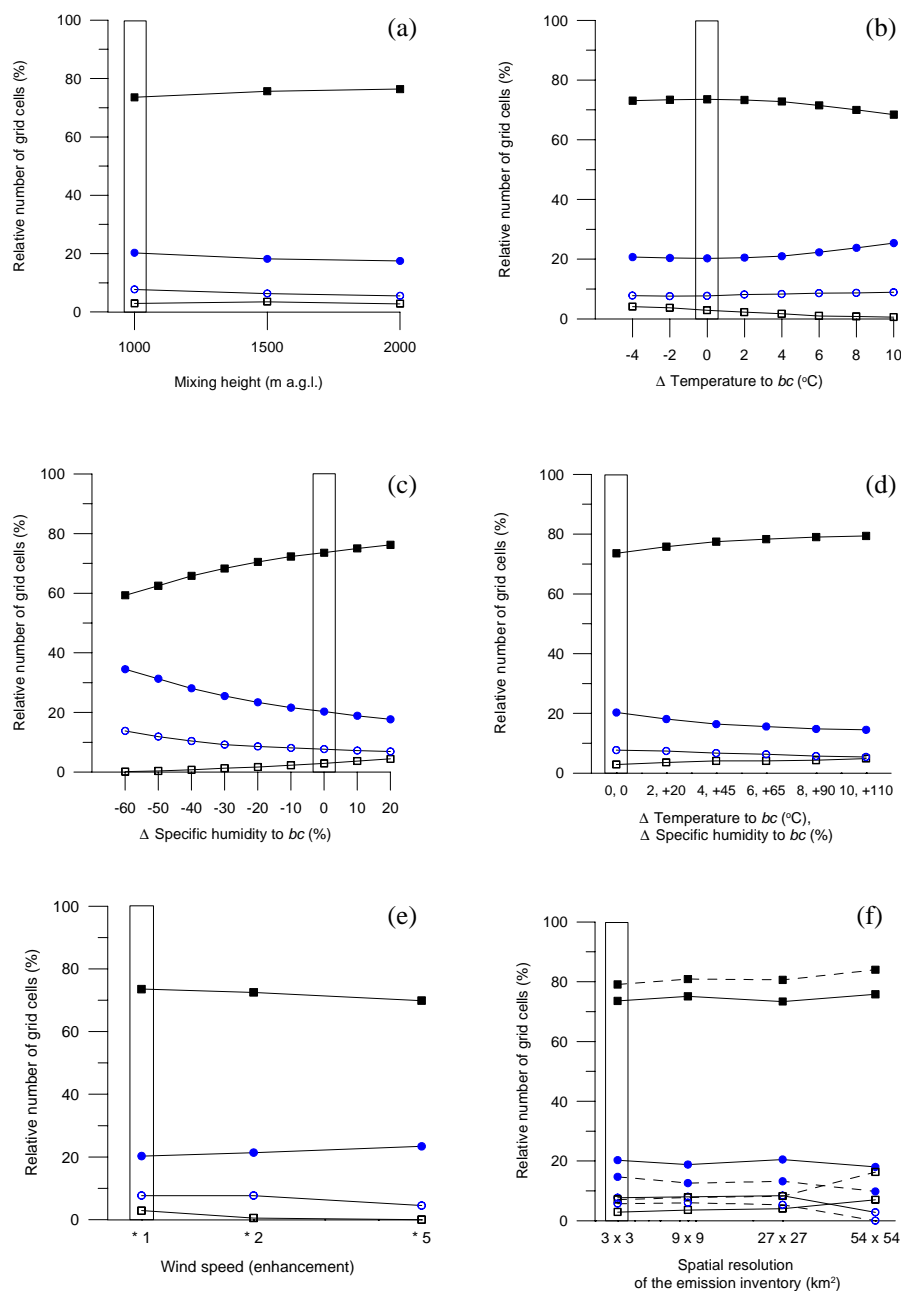 (a)
100
80
60
40
20
0
Relative number of grid cells (%)
1000 1500 2000
Mixing height (m a.g.l.)
(b)
100
80
60
40
20
0
Relative number of grid cells (%)
-4 -2 0 2 4 6 8 10
Δ Temperature to bc (°C)
(c)
100
80
60
40
20
0
Relative number of grid cells (%)
-60 -50 -40 -30 -20 -10 0 10 20
Δ Specific humidity to bc (%)
(d)
100
80
60
40
20
0
Relative number of grid cells (%)
0, 0 2, +20 4, +45 6, +65 8, +90 10, +110
Δ Temperature to bc (°C),
Δ Specific humidity to bc (%)
(e)
100
80
60
40
20
0
Relative number of grid cells (%)
* 1 * 2 * 5
Wind speed (enhancement)
(f)
100
80
60
40
20
0
Relative number of grid cells (%)
3 x 3 9 x 9 27 x 27 54 x 54
Spatial resolution
of the emission inventory (km²)